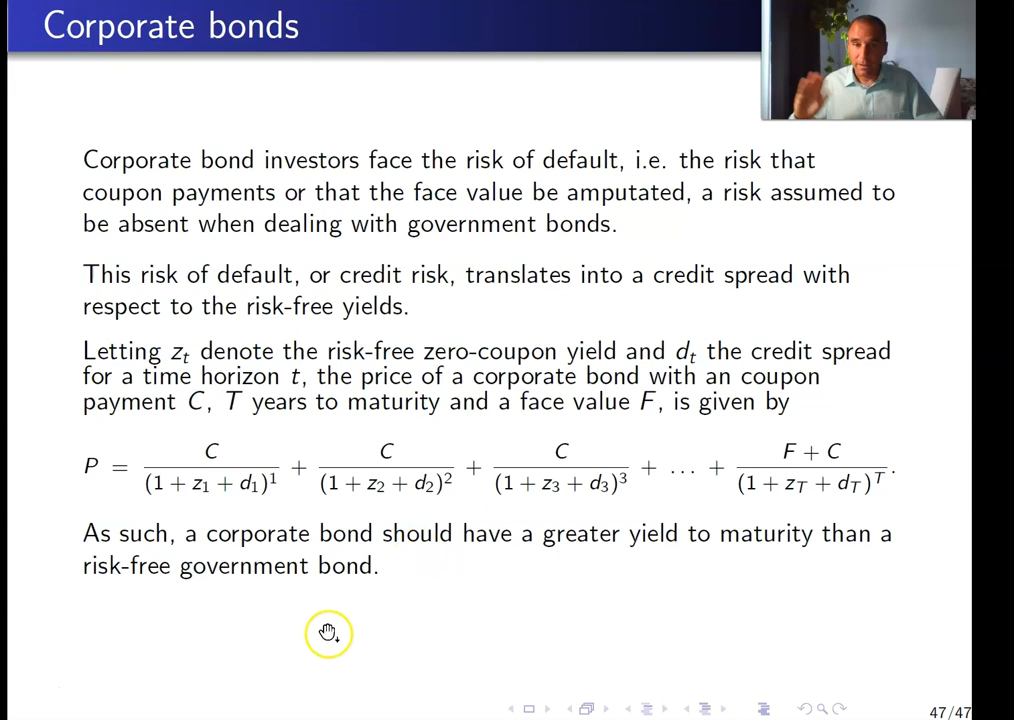 Corporate bonds
Corporate bond investors face the risk of default, i.e. the risk that
coupon payments or that the face value be amputated, a risk assumed to
be absent when dealing with government bonds.
This risk of default, or credit risk, translates into a credit spread with
respect to the risk-free yields.
Letting z_t denote the risk-free zero-coupon yield and d_t the credit spread
for a time horizon t, the price of a corporate bond with an coupon
payment C, T years to maturity and a face value F, is given by
P = C/(1 + z_1 + d_1)^1 + C/(1 + z_2 + d_2)^2 + C/(1 + z_3 + d_3)^3 + ... + (F + C)/(1 + z_T + d_T)^T.
As such, a corporate bond should have a greater yield to maturity than a
risk-free government bond.
47/47